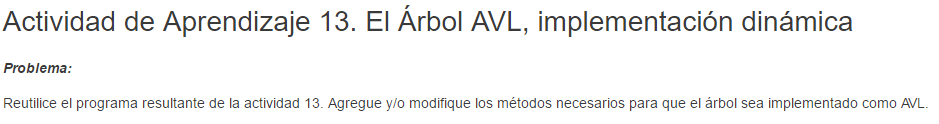 Actividad de Aprendizaje 13. El Árbol AVL, implementación dinámica
Problema:
Reutilice el programa resultante de la actividad 13. Agregue y/o modifique los métodos necesarios para que el árbol sea implementado como AVL.